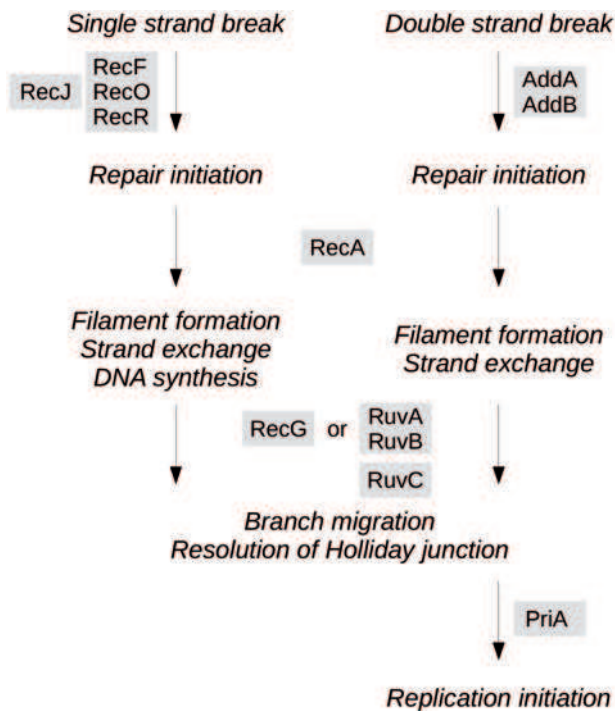 Single strand break
Double strand break
RecJ
RecF
RecO
RecR
AddA
AddB
Repair initiation
Repair initiation
RecA
Filament formation
Strand exchange
DNA synthesis
Filament formation
Strand exchange
RecG or
RuvA
RuvB
RuvC
Branch migration
Resolution of Holliday junction
PriA
Replication initiation